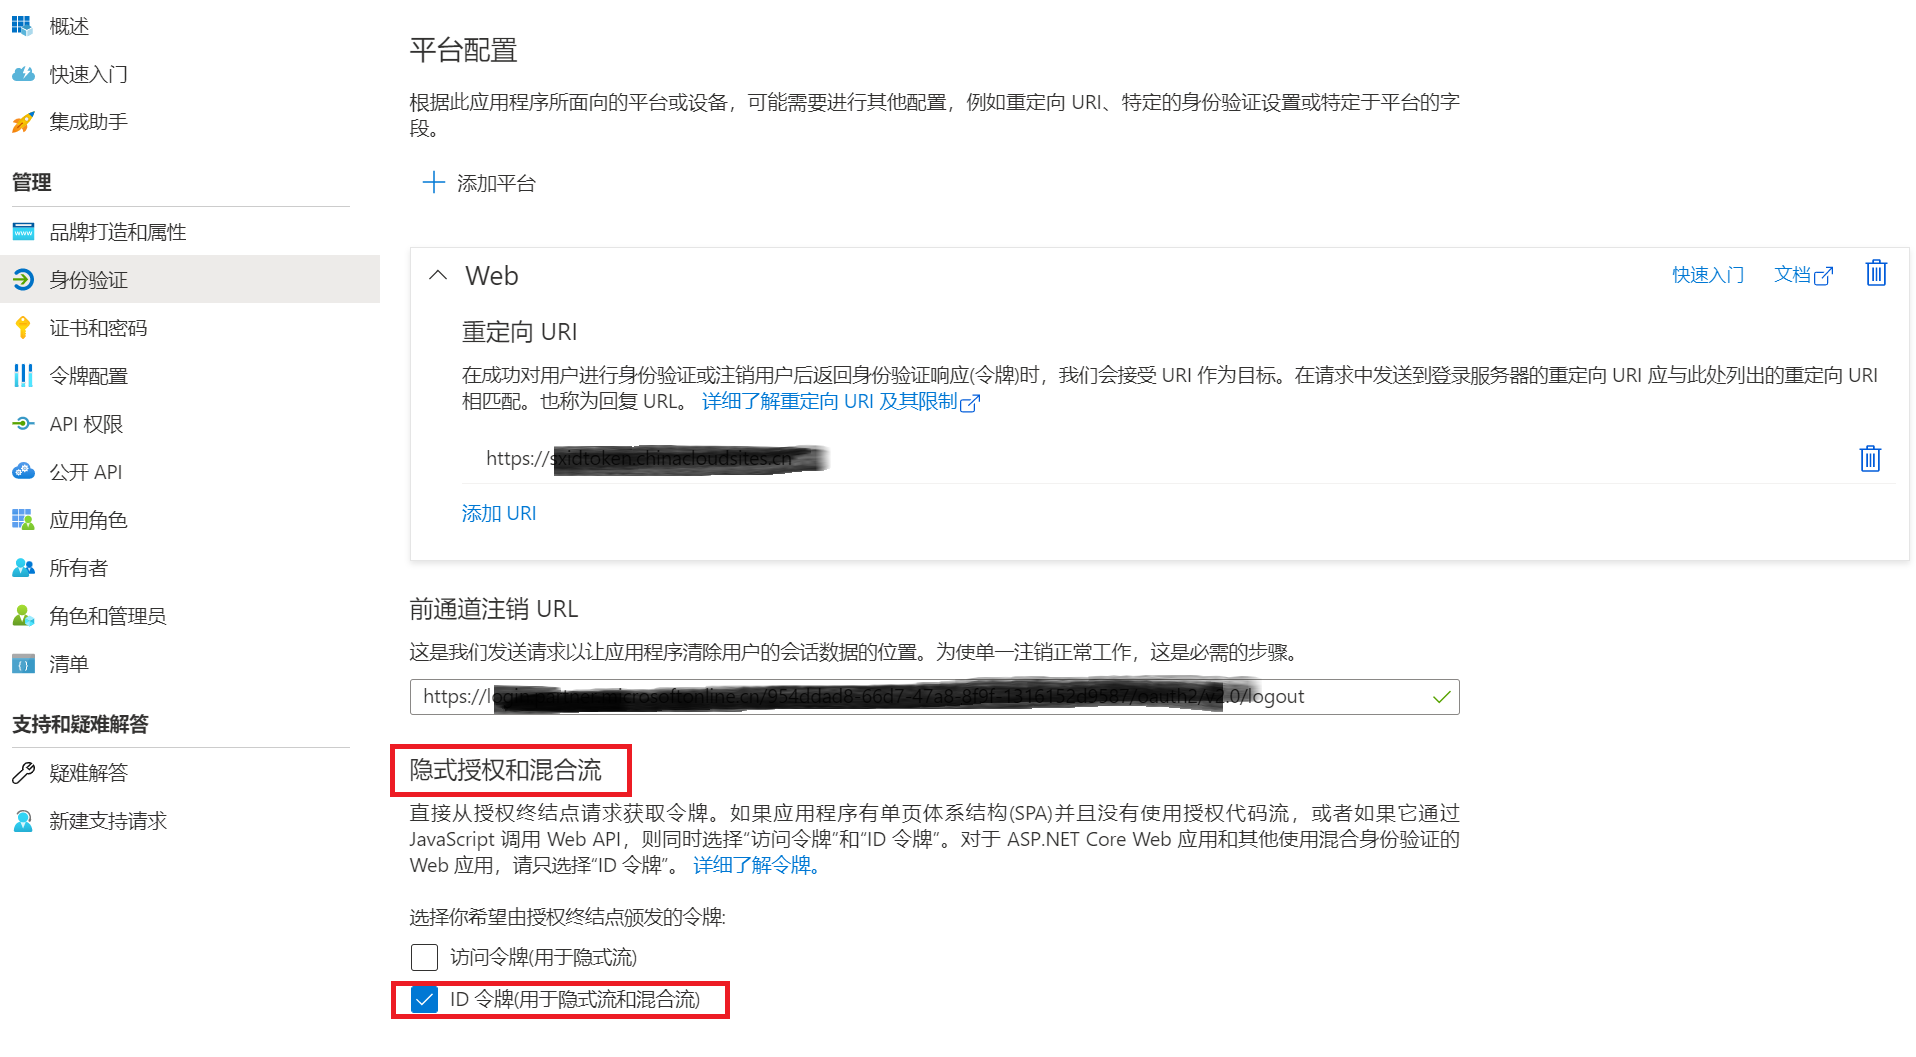 概述
快速入门
集成助手
管理
品牌打造和属性
身份验证
证书和密码
令牌配置
API 权限
公开 API
应用角色
所有者
角色和管理员
清单
支持和疑难解答
疑难解答
新建支持请求
平台配置
根据此应用程序所面向的平台或设备，可能需要进行其他配置，例如重定向 URI、特定的身份验证设置或特定于平台的字
段。
添加平台
Web
快速入门
文档
重定向 URI
在成功对用户进行身份验证或注销用户后返回身份验证响应(令牌)时，我们会接受 URI 作为目标。在请求中发送到登录服务器的重定向 URI 应与此处列出的重定向 URI
相匹配。也称为回复 URL。 详细了解重定向 URI 及其限制
https://
添加 URI
前通道注销 URL
这是我们发送请求以让应用程序清除用户的会话数据的位置。为使单一注销正常工作，这是必需的步骤。
https:// /logout
隐式授权和混合流
直接从授权终结点请求获取令牌。如果应用程序有单页体系结构(SPA)并且没有使用授权代码流，或者如果它通过
JavaScript 调用 Web API，则同时选择“访问令牌”和“ID 令牌”。对于 ASP.NET Core Web 应用和其他使用混合身份验证的
Web 应用，请只选择“ID 令牌”。 详细了解令牌。
选择你希望由授权终结点颁发的令牌:
访问令牌(用于隐式流)
ID 令牌(用于隐式流和混合流)